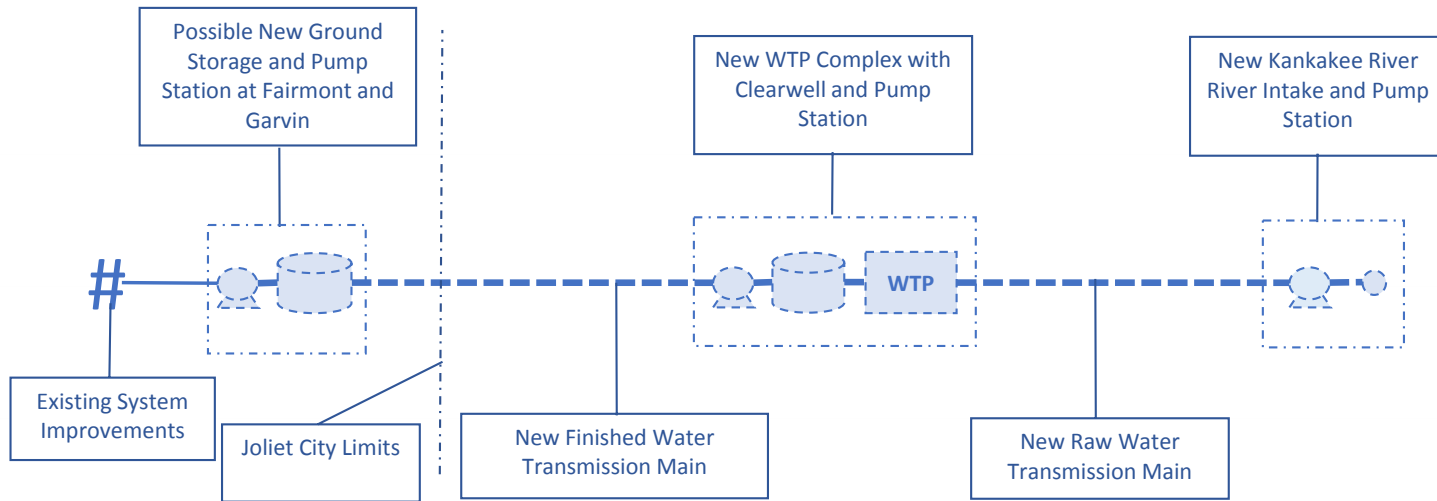 Possible New Ground
Storage and Pump
Station at Fairmont and
Garvin
New WTP Complex with
Clearwell and Pump
Station
New Kankakee River
River Intake and Pump
Station
#
WTP
Existing System
Improvements
Joliet City Limits
New Finished Water
Transmission Main
New Raw Water
Transmission Main